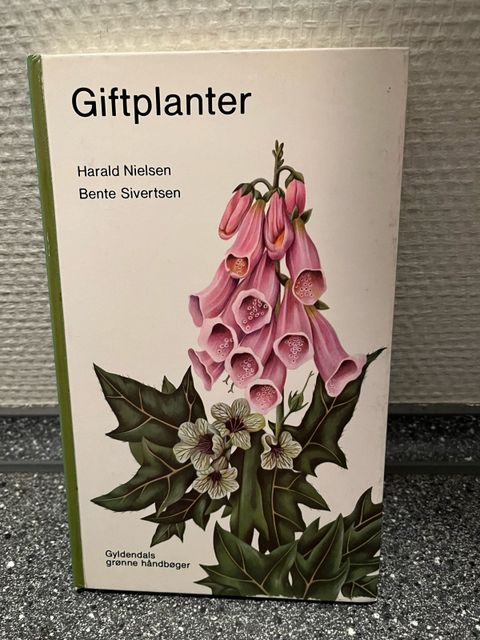 Giftplanter
Harald Nielsen
Bente Sivertsen
Gyldendals
grønne håndbøger